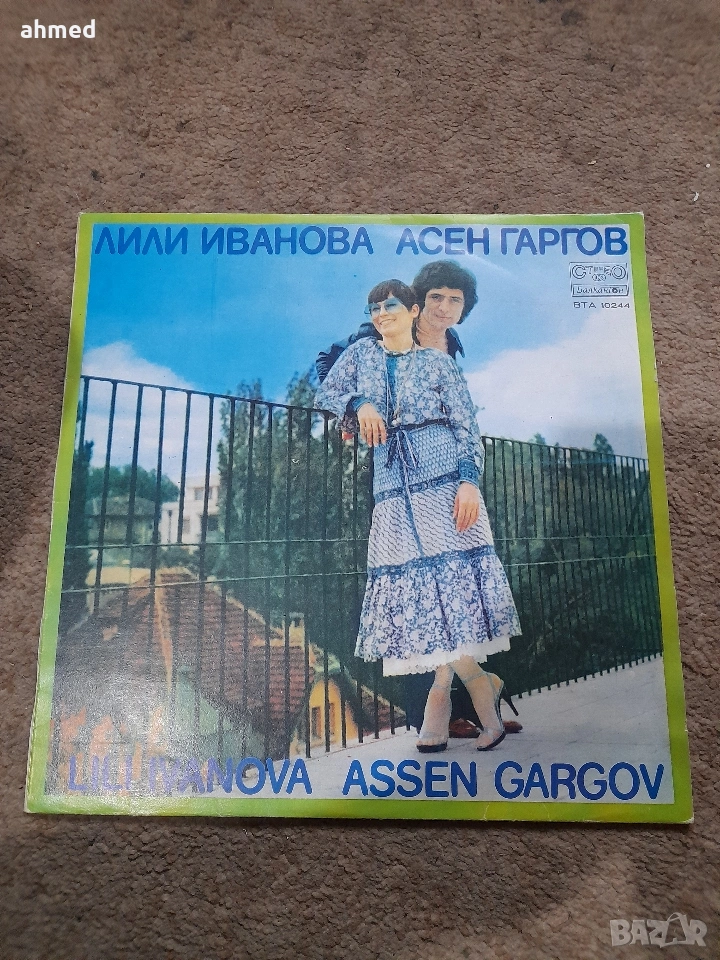 ahmed
ЛИЛИ ИВАНОВА АСЕН ГАРГОВ
СТЕРЕО
Балкантон
ВТА 10244
LILI IVANOVA ASSEN GARGOV
BAZAR